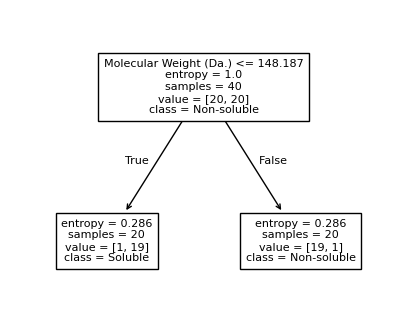 Molecular Weight (Da.) <= 148.187
entropy = 1.0
samples = 40
value = [20, 20]
class = Non-soluble
True
False
entropy = 0.286
samples = 20
value = [1, 19]
class = Soluble
entropy = 0.286
samples = 20
value = [19, 1]
class = Non-soluble